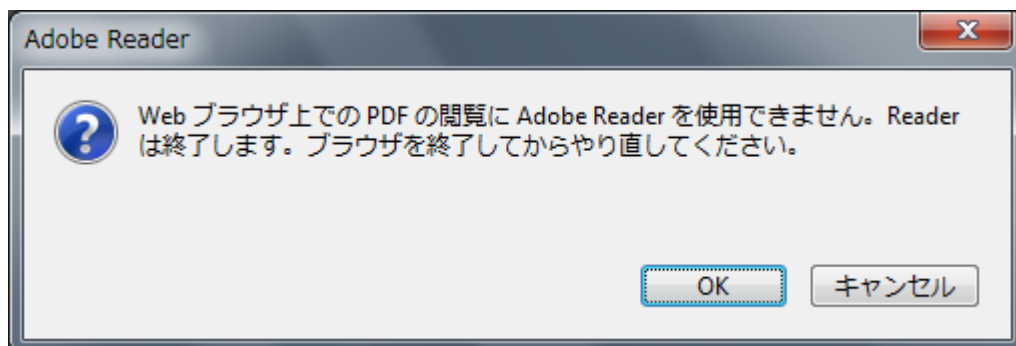 Adobe Reader
Web ブラウザ上での PDF の閲覧に Adobe Reader を使用できません。Reader
は終了します。ブラウザを終了してからやり直してください。
OK
キャンセル